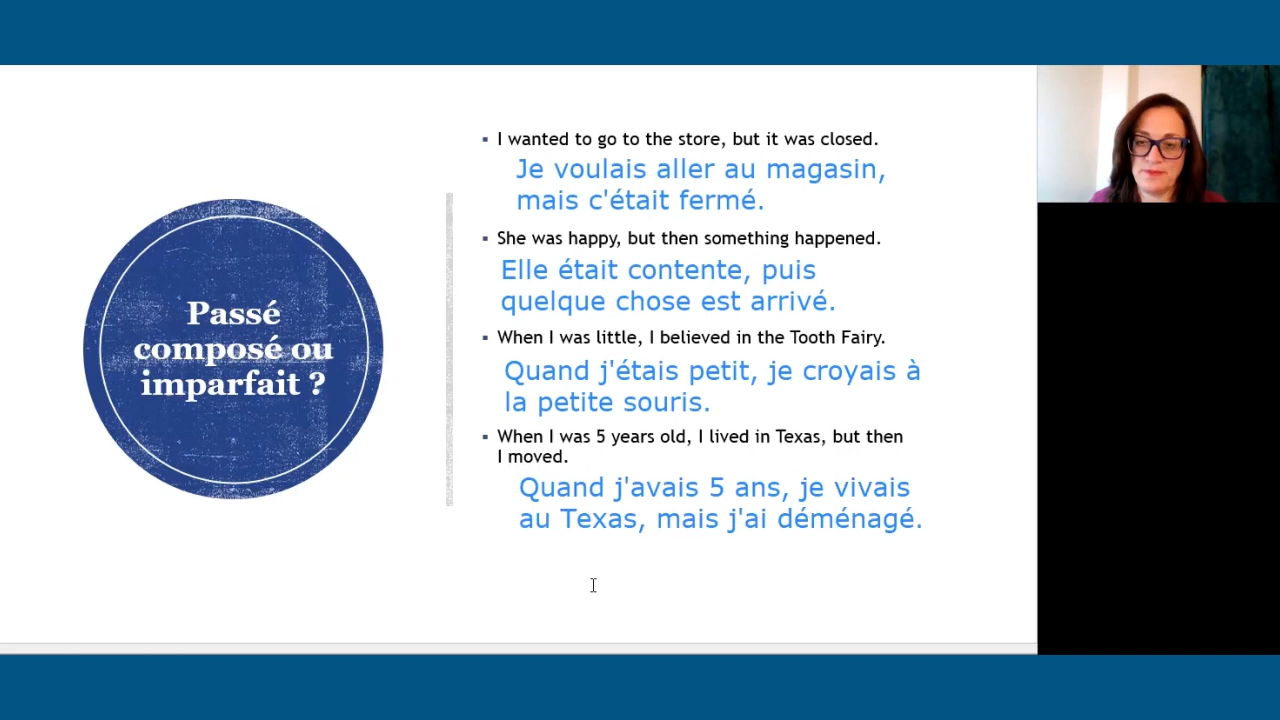 Passé
composé ou
imparfait ?
▪ I wanted to go to the store, but it was closed.
Je voulais aller au magasin,
mais c'était fermé.
▪ She was happy, but then something happened.
Elle était contente, puis
quelque chose est arrivé.
▪ When I was little, I believed in the Tooth Fairy.
Quand j'étais petit, je croyais à
la petite souris.
▪ When I was 5 years old, I lived in Texas, but then
I moved.
Quand j'avais 5 ans, je vivais
au Texas, mais j'ai déménagé.